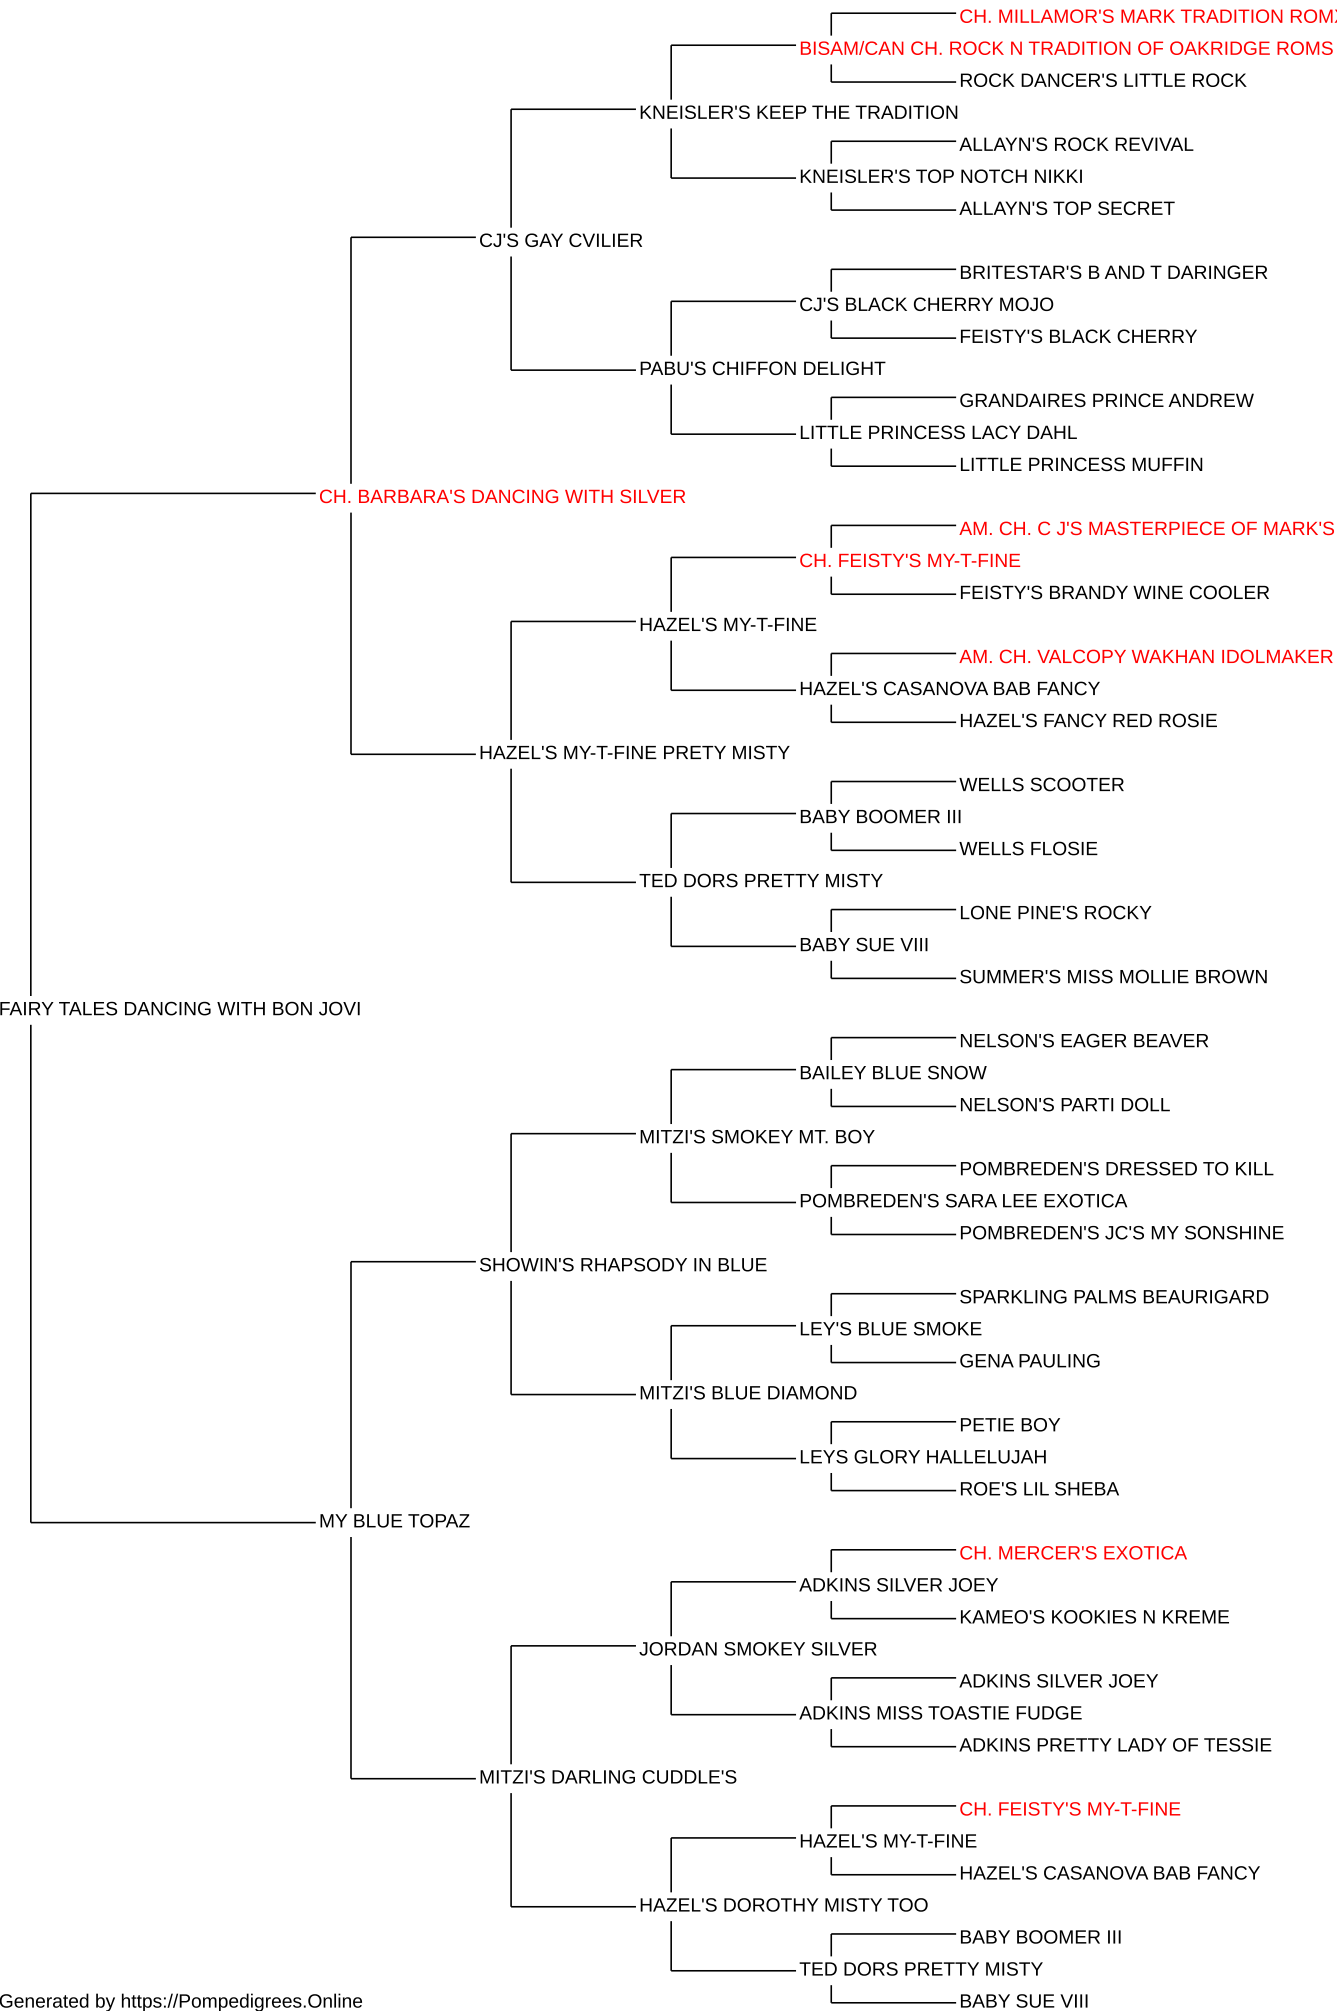 CH. MILLAMOR'S MARK TRADITION ROMX
BISAM/CAN CH. ROCK N TRADITION OF OAKRIDGE ROMS
ROCK DANCER'S LITTLE ROCK
KNEISLER'S KEEP THE TRADITION
ALLAYN'S ROCK REVIVAL
KNEISLER'S TOP NOTCH NIKKI
ALLAYN'S TOP SECRET
CJ'S GAY CVILIER
BRITESTAR'S B AND T DARINGER
CJ'S BLACK CHERRY MOJO
FEISTY'S BLACK CHERRY
PABU'S CHIFFON DELIGHT
GRANDAIRES PRINCE ANDREW
LITTLE PRINCESS LACY DAHL
LITTLE PRINCESS MUFFIN
CH. BARBARA'S DANCING WITH SILVER
AM. CH. C J'S MASTERPIECE OF MARK'S
CH. FEISTY'S MY-T-FINE
FEISTY'S BRANDY WINE COOLER
HAZEL'S MY-T-FINE
AM. CH. VALCOPY WAKHAN IDOLMAKER
HAZEL'S CASANOVA BAB FANCY
HAZEL'S FANCY RED ROSIE
HAZEL'S MY-T-FINE PRETY MISTY
WELLS SCOOTER
BABY BOOMER III
WELLS FLOSIE
TED DORS PRETTY MISTY
LONE PINE'S ROCKY
BABY SUE VIII
SUMMER'S MISS MOLLIE BROWN
FAIRY TALES DANCING WITH BON JOVI
NELSON'S EAGER BEAVER
BAILEY BLUE SNOW
NELSON'S PARTI DOLL
MITZI'S SMOKEY MT. BOY
POMBREDEN'S DRESSED TO KILL
POMBREDEN'S SARA LEE EXOTICA
POMBREDEN'S JC'S MY SONSHINE
SHOWIN'S RHAPSODY IN BLUE
SPARKLING PALMS BEAURIGARD
LEY'S BLUE SMOKE
GENA PAULING
MITZI'S BLUE DIAMOND
PETIE BOY
LEYS GLORY HALLELUJAH
ROE'S LIL SHEBA
MY BLUE TOPAZ
CH. MERCER'S EXOTICA
ADKINS SILVER JOEY
KAMEO'S KOOKIES N KREME
JORDAN SMOKEY SILVER
ADKINS SILVER JOEY
ADKINS MISS TOASTIE FUDGE
ADKINS PRETTY LADY OF TESSIE
MITZI'S DARLING CUDDLE'S
CH. FEISTY'S MY-T-FINE
HAZEL'S MY-T-FINE
HAZEL'S CASANOVA BAB FANCY
HAZEL'S DOROTHY MISTY TOO
BABY BOOMER III
TED DORS PRETTY MISTY
BABY SUE VIII
Generated by https://Pompedigrees.Online